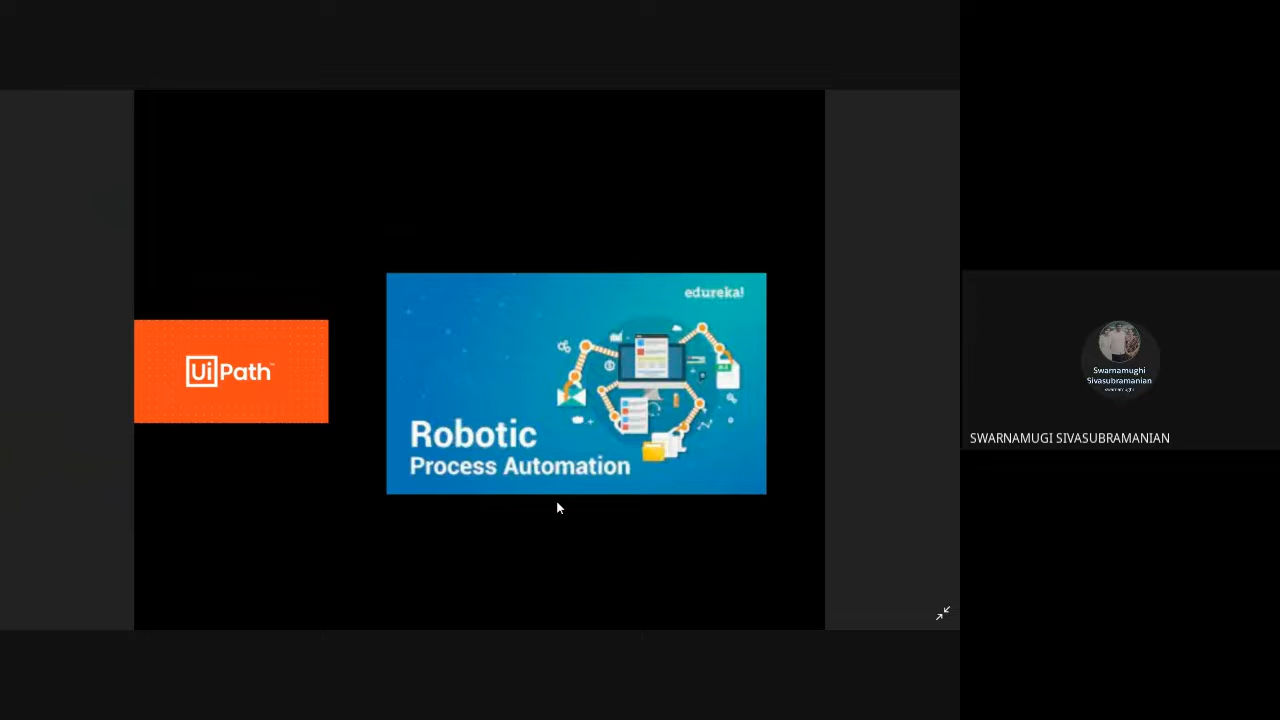 UiPath
edureka!
Robotic
Process Automation
Swarnamughi
Sivasubramanian
SWARNAMUGI SIVASUBRAMANIAN